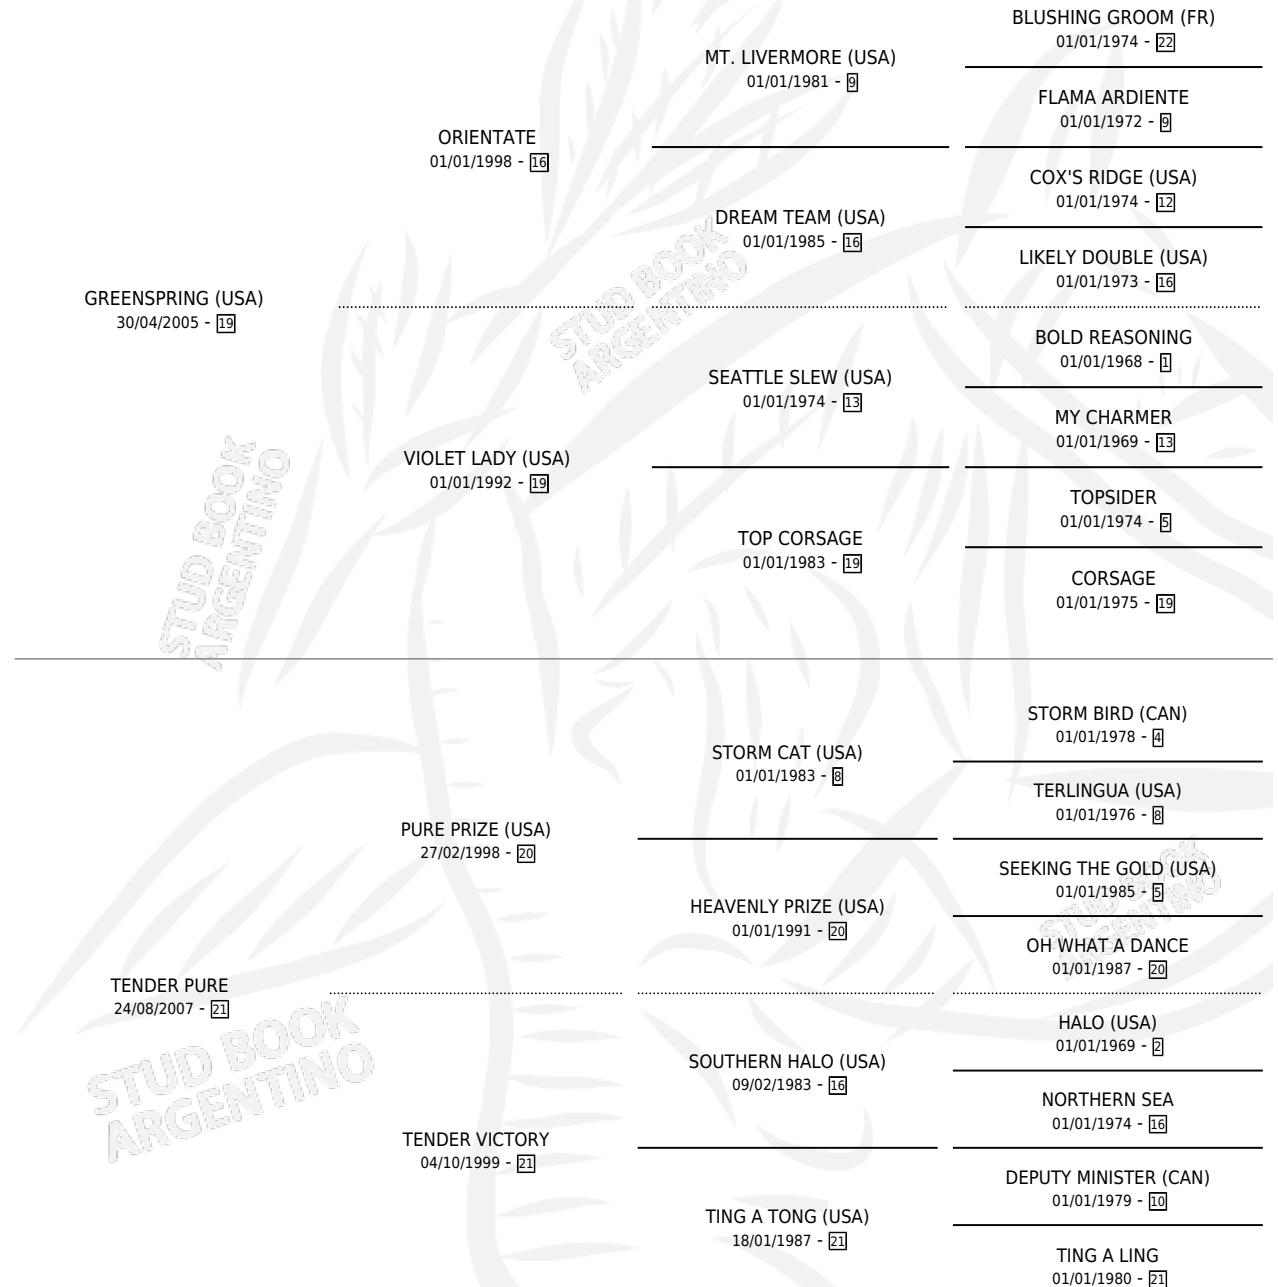 BLUSHING GROOM (FR)
01/01/1974 - 22
MT. LIVERMORE (USA)
01/01/1981 - 9
FLAMA ARDIENTE
01/01/1972 - 9
ORIENTATE
01/01/1998 - 16
COX'S RIDGE (USA)
01/01/1974 - 12
DREAM TEAM (USA)
01/01/1985 - 16
LIKELY DOUBLE (USA)
01/01/1973 - 16
GREENSPRING (USA)
30/04/2005 - 19
BOLD REASONING
01/01/1968 - 1
SEATTLE SLEW (USA)
01/01/1974 - 13
MY CHARMER
01/01/1969 - 13
VIOLET LADY (USA)
01/01/1992 - 19
TOPSIDER
01/01/1974 - 5
TOP CORSAGE
01/01/1983 - 19
CORSAGE
01/01/1975 - 19
STORM BIRD (CAN)
01/01/1978 - 4
STORM CAT (USA)
01/01/1983 - 8
TERLINGUA (USA)
01/01/1976 - 8
PURE PRIZE (USA)
27/02/1998 - 20
SEEKING THE GOLD (USA)
01/01/1985 - 5
HEAVENLY PRIZE (USA)
01/01/1991 - 20
OH WHAT A DANCE
01/01/1987 - 20
TENDER PURE
24/08/2007 - 21
HALO (USA)
01/01/1969 - 2
SOUTHERN HALO (USA)
09/02/1983 - 16
NORTHERN SEA
01/01/1974 - 16
TENDER VICTORY
04/10/1999 - 21
DEPUTY MINISTER (CAN)
01/01/1979 - 10
TING A TONG (USA)
18/01/1987 - 21
TING A LING
01/01/1980 - 21
STUD BOOK
ARGENTINO
STUD BOOK
ARGENTINO
STUD BOOK
ARGENTINO
STUD BOOK
ARGENTINO